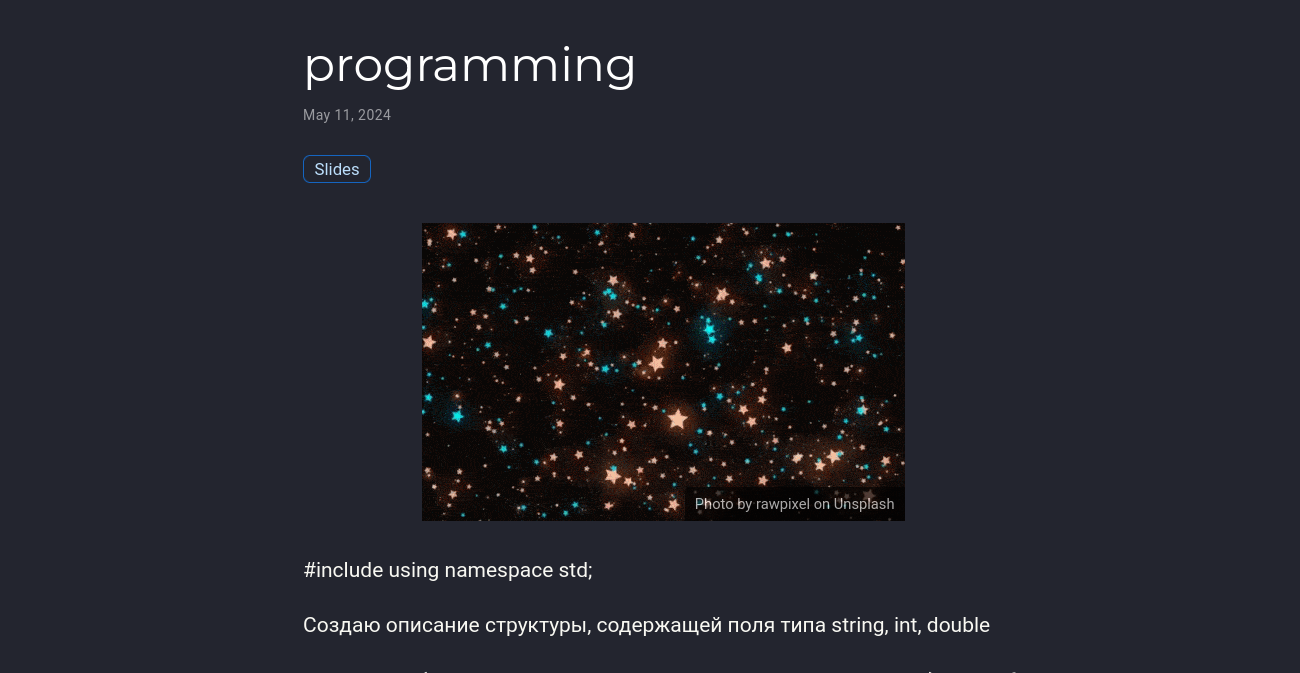 programming
May 11, 2024
Slides
Photo by rawpixel on Unsplash
#include using namespace std;
Создаю описание структуры, содержащей поля типа string, int, double